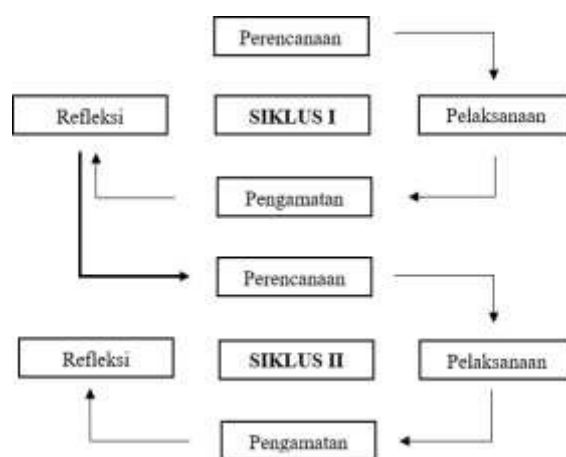 Perencanaan
Refleksi
SIKLUS I
Pelaksanaan
Pengamatan
Perencanaan
Refleksi
SIKLUS II
Pelaksanaan
Pengamatan